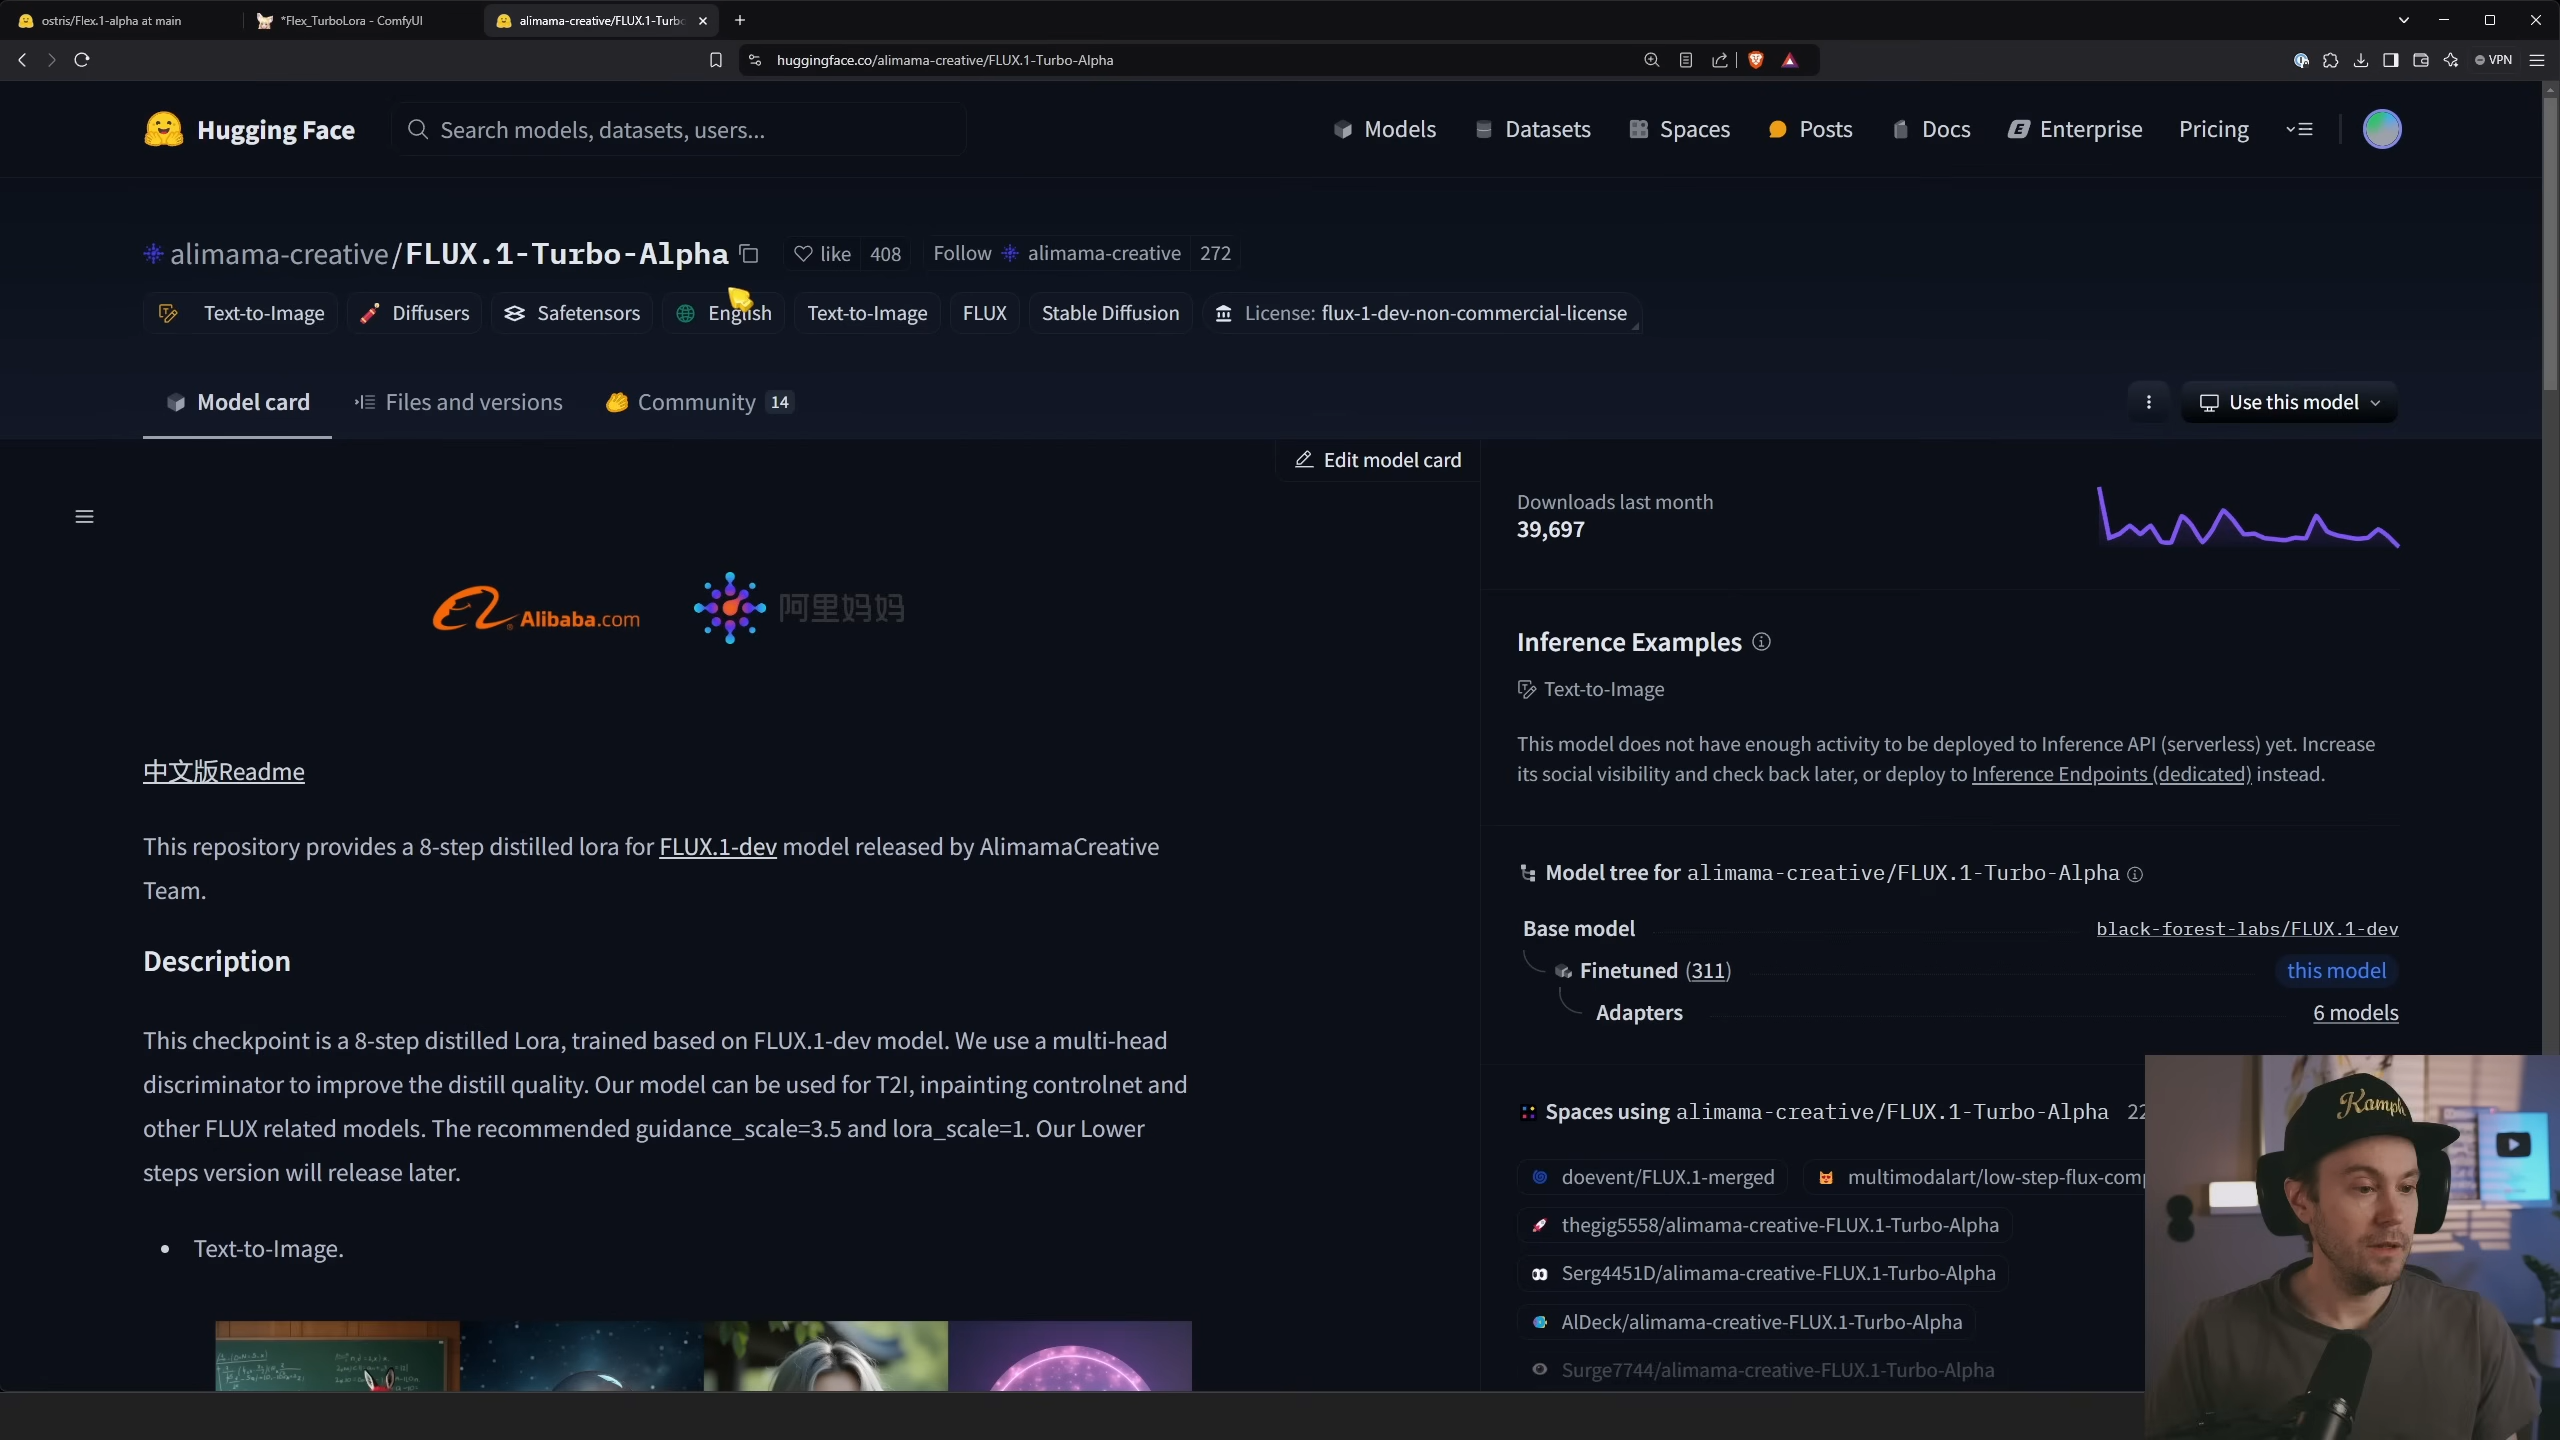 ostris/Flex.1-alpha at main
*Flex_TurboLora - ComfyUI
alimama-creative/FLUX.1-Turbo
huggingface.co/alimama-creative/FLUX.1-Turbo-Alpha
VPN
Hugging Face
Search models, datasets, users...
Models
Datasets
Spaces
Posts
Docs
Enterprise
Pricing
alimama-creative/FLUX.1-Turbo-Alpha
like 408
Follow alimama-creative 272
Text-to-Image
Diffusers
Safetensors
English
Text-to-Image
FLUX
Stable Diffusion
License: flux-1-dev-non-commercial-license
Model card
Files and versions
Community 14
Use this model
Edit model card
Alibaba.com
阿里妈妈
中文版Readme
This repository provides a 8-step distilled lora for FLUX.1-dev model released by AlimamaCreative
Team.
Description
This checkpoint is a 8-step distilled Lora, trained based on FLUX.1-dev model. We use a multi-head
discriminator to improve the distill quality. Our model can be used for T2I, inpainting controlnet and
other FLUX related models. The recommended guidance_scale=3.5 and lora_scale=1. Our Lower
steps version will release later.
• Text-to-Image.
Downloads last month
39,697
Inference Examples
Text-to-Image
This model does not have enough activity to be deployed to Inference API (serverless) yet. Increase
its social visibility and check back later, or deploy to Inference Endpoints (dedicated) instead.
Model tree for alimama-creative/FLUX.1-Turbo-Alpha
Base model
black-forest-labs/FLUX.1-dev
Finetuned (311)
this model
Adapters
6 models
Spaces using alimama-creative/FLUX.1-Turbo-Alpha 22
doevent/FLUX.1-merged
multimodalart/low-step-flux-com
thegig5558/alimama-creative-FLUX.1-Turbo-Alpha
Serg4451D/alimama-creative-FLUX.1-Turbo-Alpha
AlDeck/alimama-creative-FLUX.1-Turbo-Alpha
Surge7744/alimama-creative-FLUX.1-Turbo-Alpha